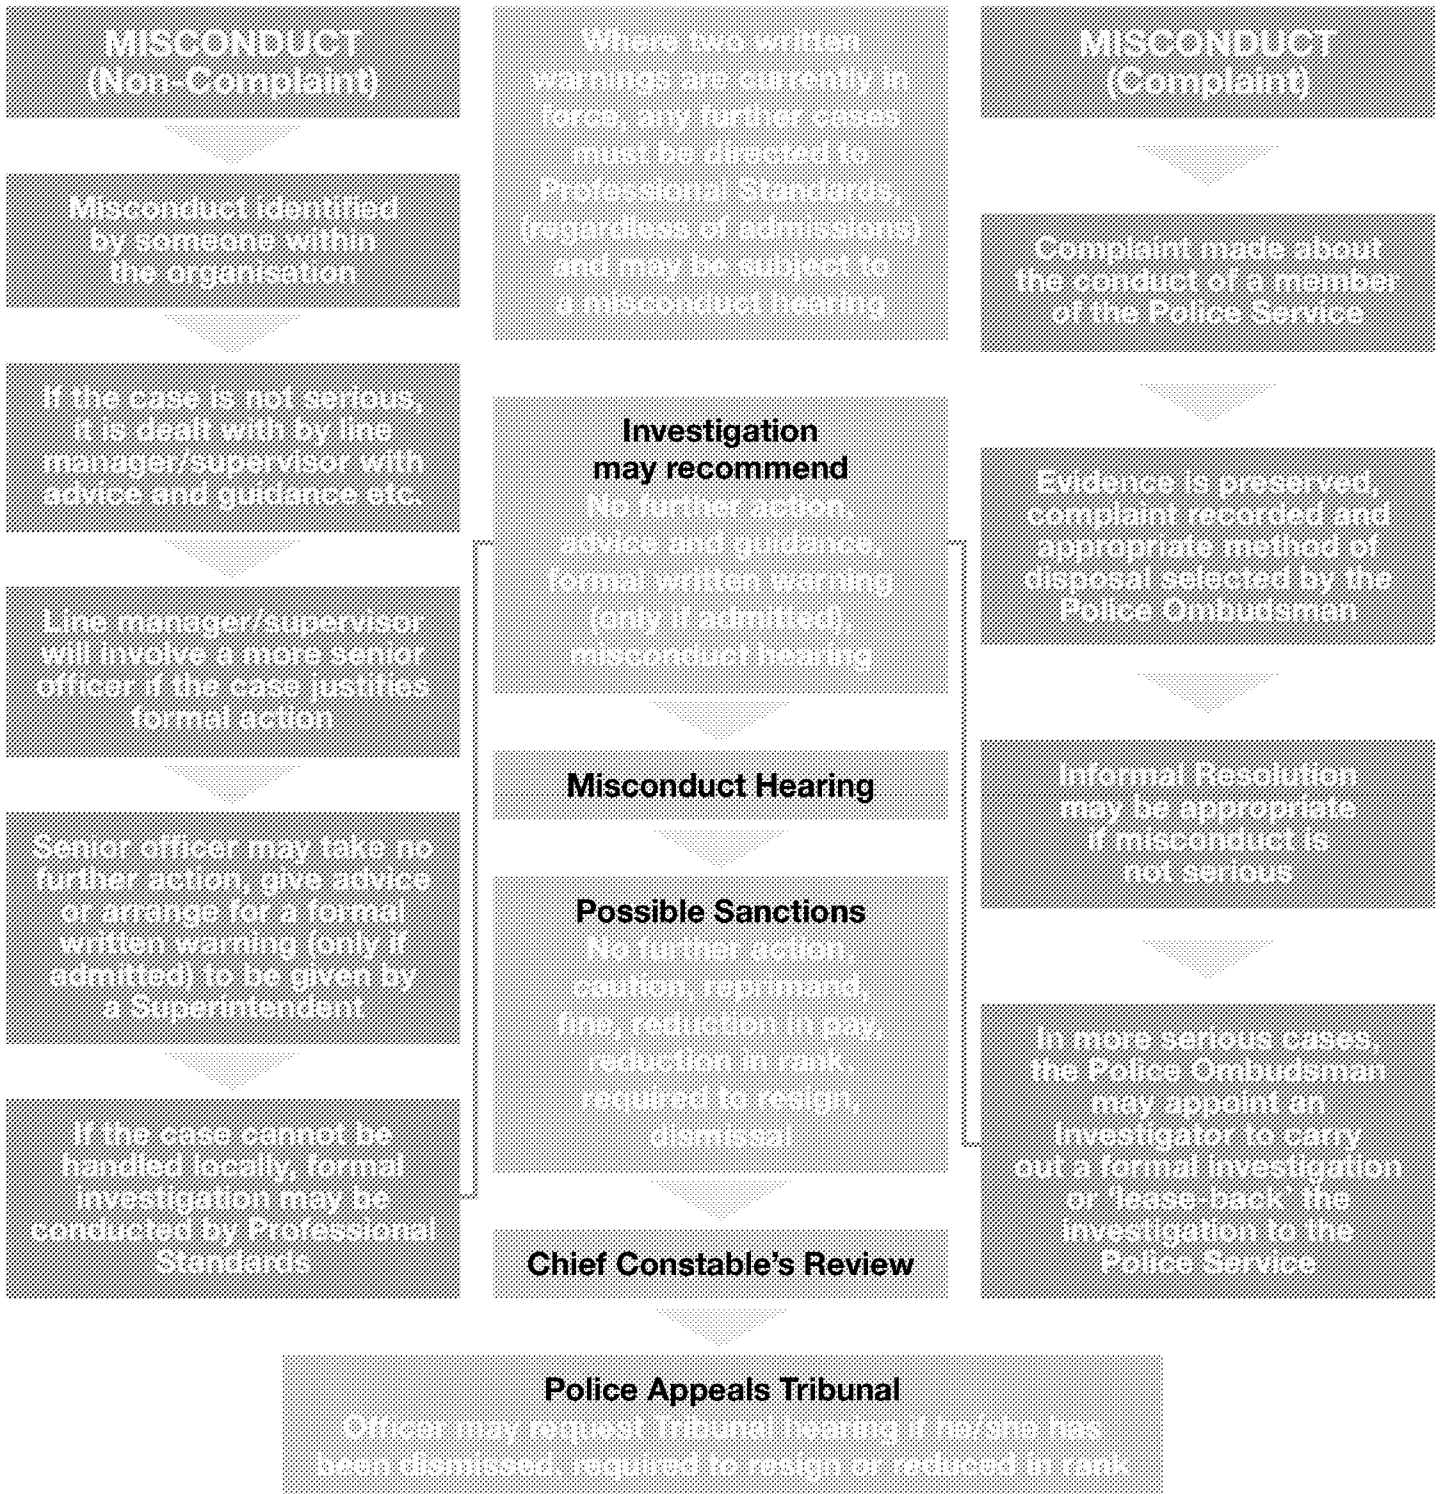 MISCONDUCT
(Non-Complaint)
Misconduct identified
by someone within
the organisation
If the case is not serious,
it is dealt with by line
manager/supervisor with
advice and guidance etc.
Line manager/supervisor
will involve a more senior
officer if the case justifies
formal action
Senior officer may take no
further action, give advice
or arrange for a formal
written warning (only if
admitted) to be given by
a Superintendent
If the case cannot be
handled locally, formal
investigation may be
conducted by Professional
Standards
Where two written
warnings are currently in
force, any further cases
must be directed to
Professional Standards,
(regardless of admissions)
and may be subject to
a misconduct hearing
Investigation
may recommend
No further action,
advice and guidance,
formal written warning
(only if admitted),
misconduct hearing
Misconduct Hearing
Possible Sanctions
No further action,
caution, reprimand,
fine, reduction in pay,
reduction in rank,
required to resign,
dismissal
Chief Constable's Review
MISCONDUCT
(Complaint)
Complaint made about
the conduct of a member
of the Police Service
Evidence is preserved,
complaint recorded and
appropriate method of
disposal selected by the
Police Ombudsman
Informal Resolution
may be appropriate
if misconduct is
not serious
In more serious cases,
the Police Ombudsman
may appoint an
Investigator to carry
out a formal investigation
or 'lease-back' the
investigation to the
Police Service
Police Appeals Tribunal
Officer may request Tribunal hearing if he/she has
been dismissed, required to resign or reduced in rank